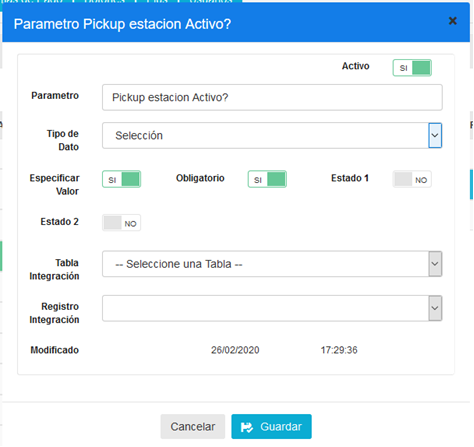 Parametro Pickup estacion Activo? ×
Activo SI
Parametro Pickup estacion Activo?
Tipo de Dato Selección
Especificar Valor SI Obligatorio SI Estado 1 NO
Estado 2 NO
Tabla Integración -- Seleccione una Tabla --
Registro Integración
Modificado 26/02/2020 17:29:36
Cancelar Guardar